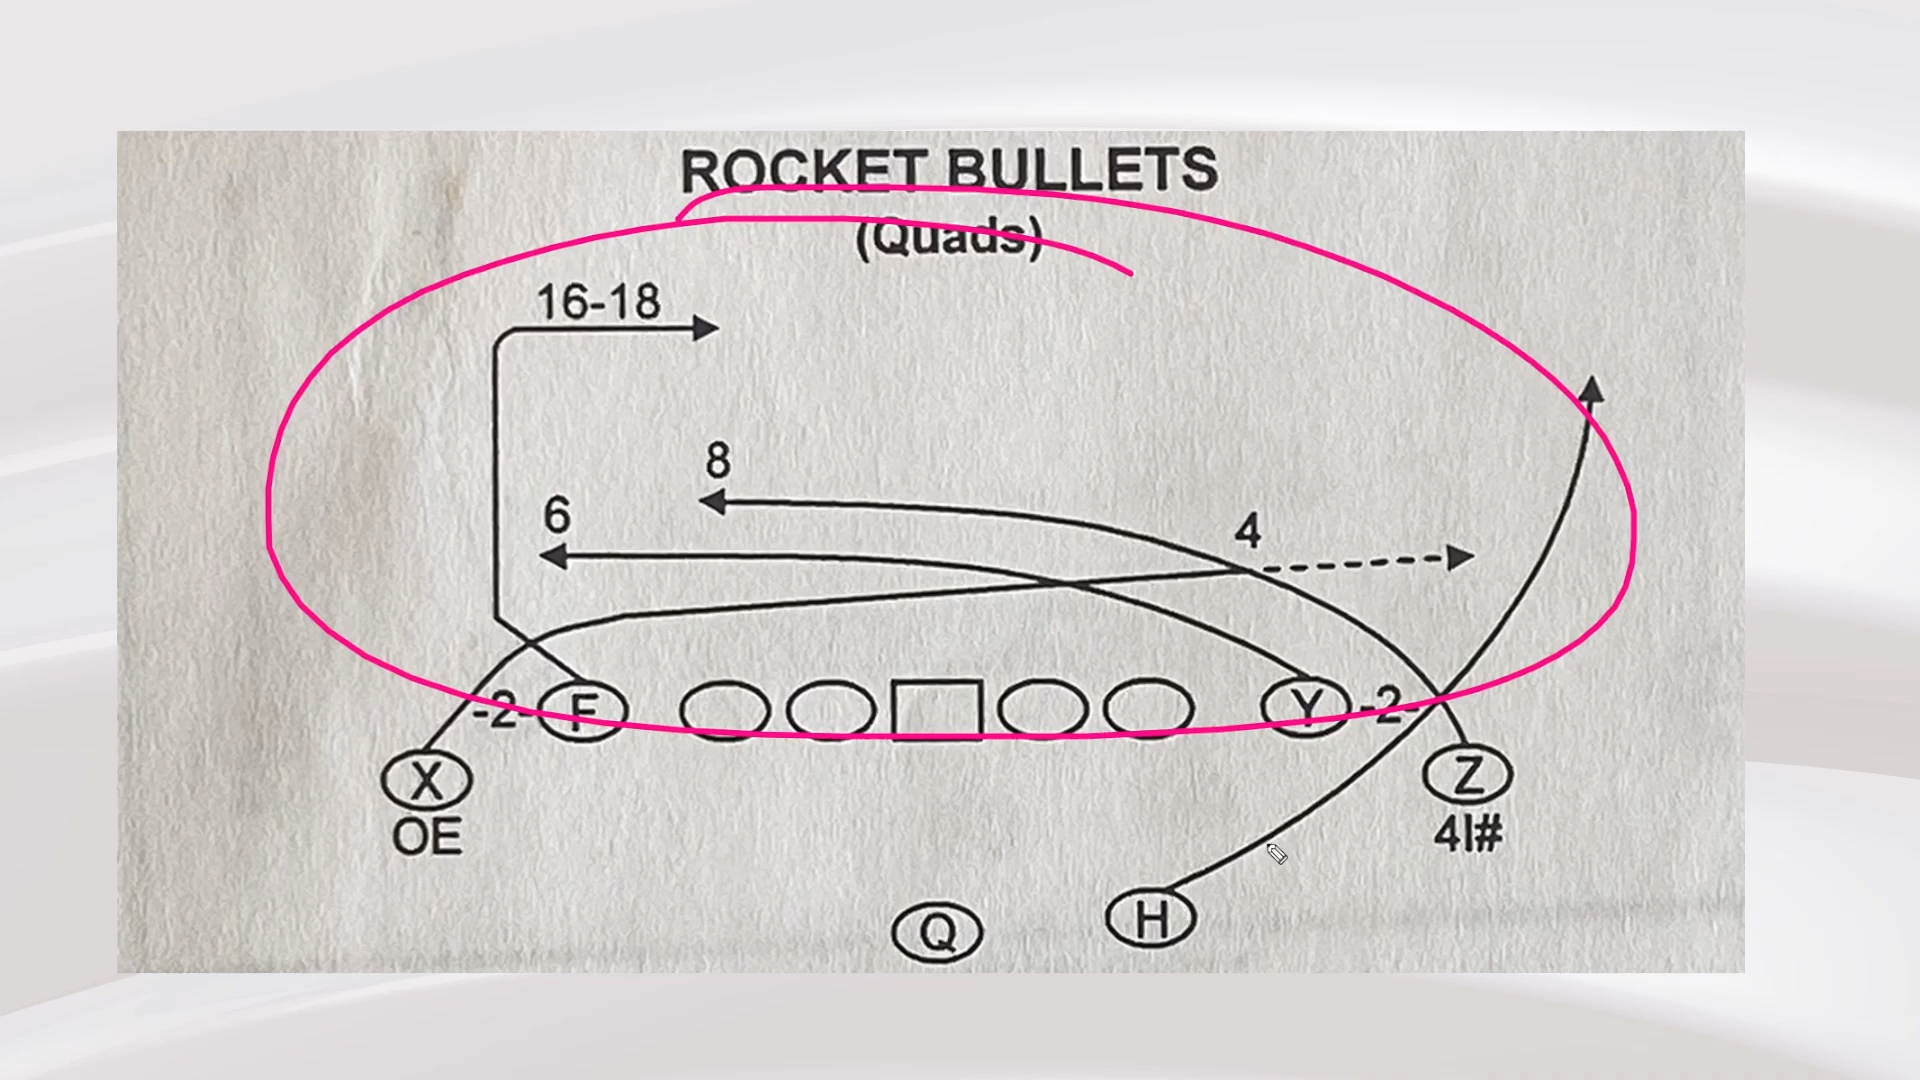 ROCKET BULLETS
(Quads)
16-18
8
6
4
-2- F Y -2-
X Z
OE 4I#
Q H